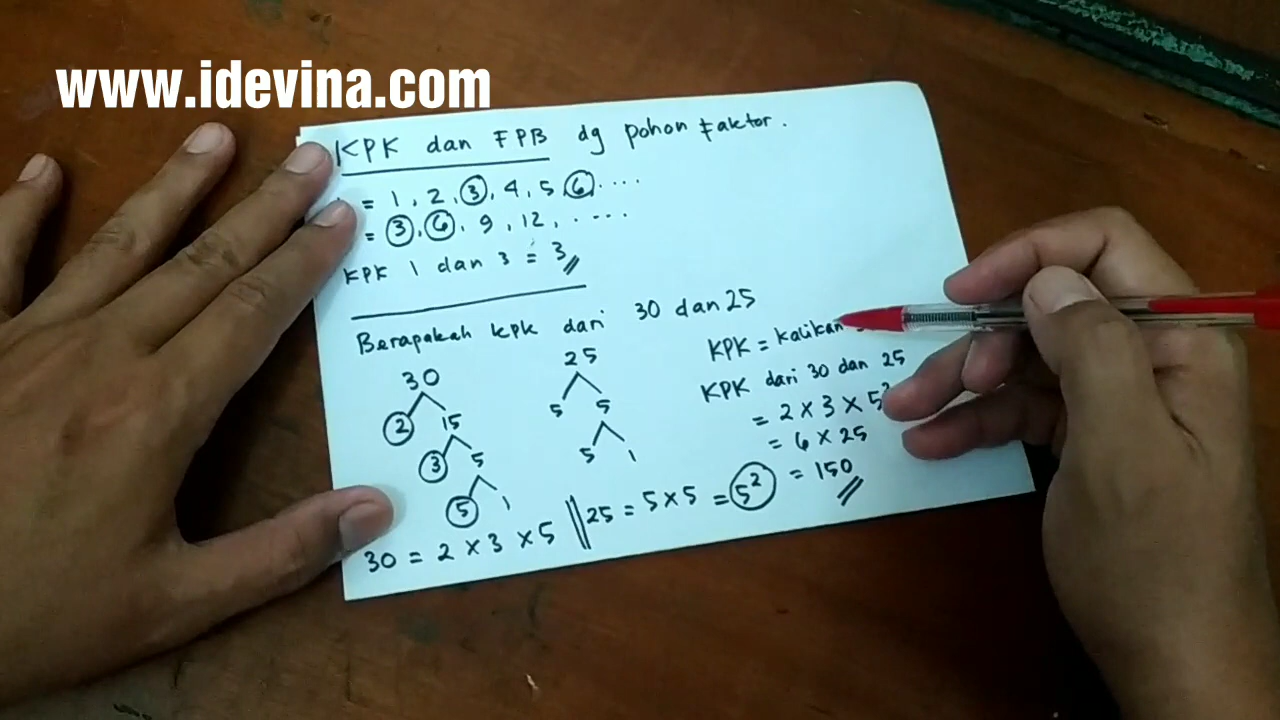 www.idevina.com
KPK dan FPB dg pohon faktor.
= 1, 2, 3, 4, 5, 6, ....
= 3, 6, 9, 12, ....
KPK 1 dan 3 = 3
Berapakah kpk dari 30 dan 25
30
2 15
3 5
5 1
30 = 2 x 3 x 5
25
5 5
5 1
25 = 5 x 5 = 5²
KPK = kalikan
KPK dari 30 dan 25
= 2 x 3 x 5²
= 6 x 25
= 150